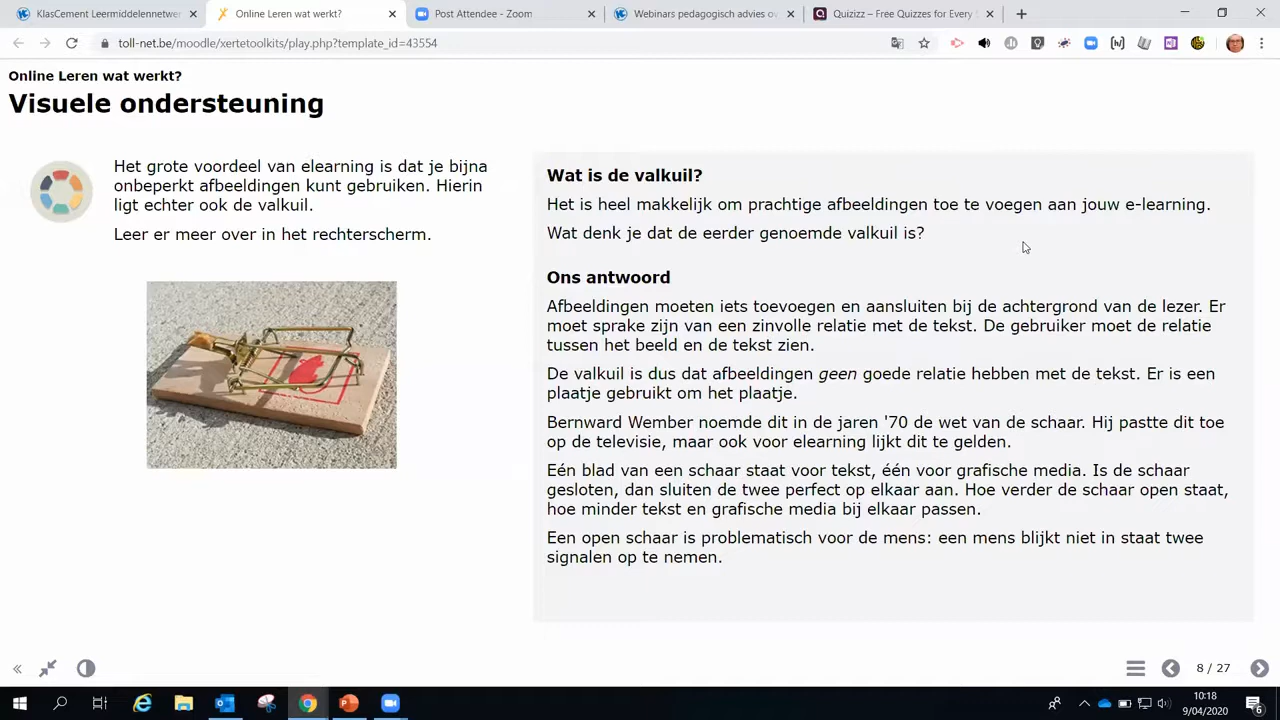 KlasCement Leermiddelennetwer
Online Leren wat werkt?
Post Attendee - Zoom
Webinars pedagogisch advies ov
Quizizz – Free Quizzes for Every
toll-net.be/moodle/xertetoolkits/play.php?template_id=43554
Online Leren wat werkt?
Visuele ondersteuning
Het grote voordeel van elearning is dat je bijna
onbeperkt afbeeldingen kunt gebruiken. Hierin
ligt echter ook de valkuil.
Leer er meer over in het rechterscherm.
Wat is de valkuil?
Het is heel makkelijk om prachtige afbeeldingen toe te voegen aan jouw e-learning.
Wat denk je dat de eerder genoemde valkuil is?
Ons antwoord
Afbeeldingen moeten iets toevoegen en aansluiten bij de achtergrond van de lezer. Er
moet sprake zijn van een zinvolle relatie met de tekst. De gebruiker moet de relatie
tussen het beeld en de tekst zien.
De valkuil is dus dat afbeeldingen geen goede relatie hebben met de tekst. Er is een
plaatje gebruikt om het plaatje.
Bernward Wember noemde dit in de jaren '70 de wet van de schaar. Hij pastte dit toe
op de televisie, maar ook voor elearning lijkt dit te gelden.
Eén blad van een schaar staat voor tekst, één voor grafische media. Is de schaar
gesloten, dan sluiten de twee perfect op elkaar aan. Hoe verder de schaar open staat,
hoe minder tekst en grafische media bij elkaar passen.
Een open schaar is problematisch voor de mens: een mens blijkt niet in staat twee
signalen op te nemen.
8 / 27
10:18
9/04/2020
6